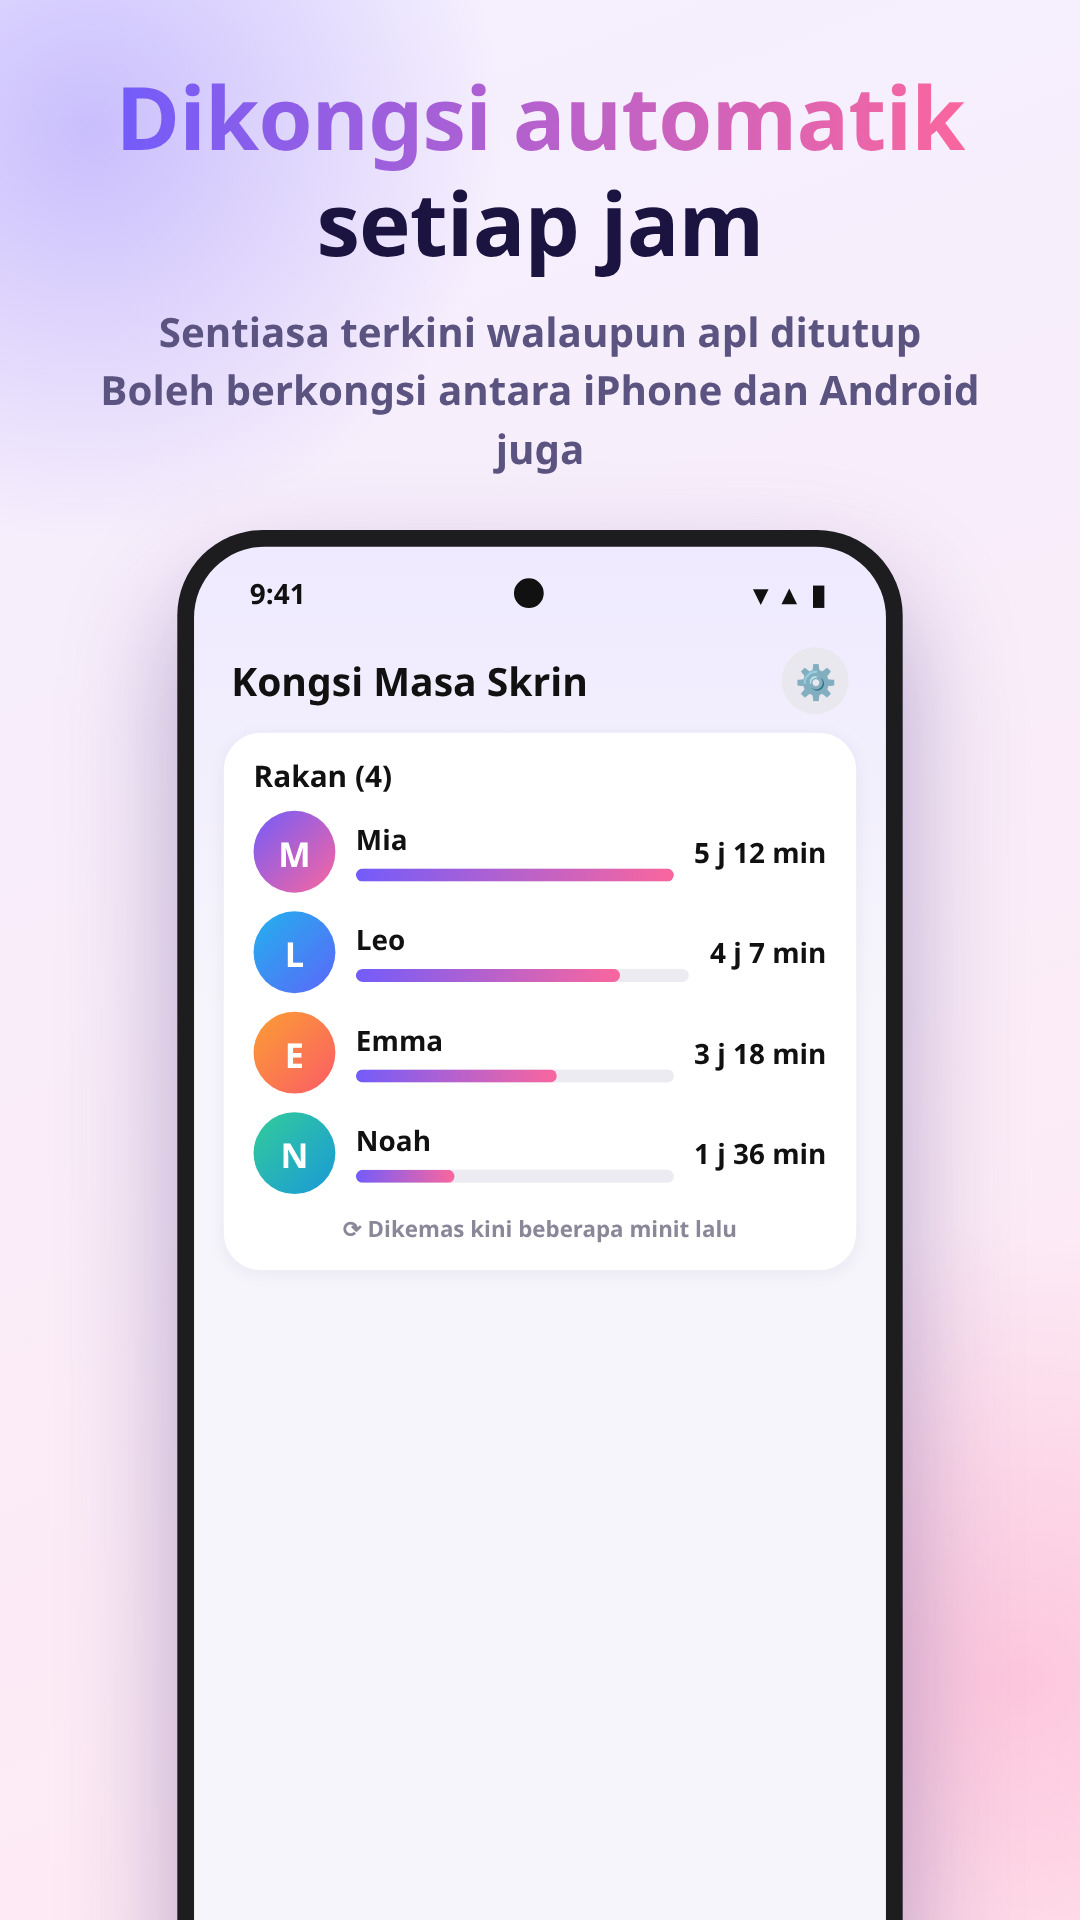 Dikongsi automatik
setiap jam
Sentiasa terkini walaupun apl ditutup
Boleh berkongsi antara iPhone dan Android
juga
9:41
Kongsi Masa Skrin
Rakan (4)
M
Mia
5 j 12 min
L
Leo
4 j 7 min
E
Emma
3 j 18 min
N
Noah
1 j 36 min
⟳ Dikemas kini beberapa minit lalu